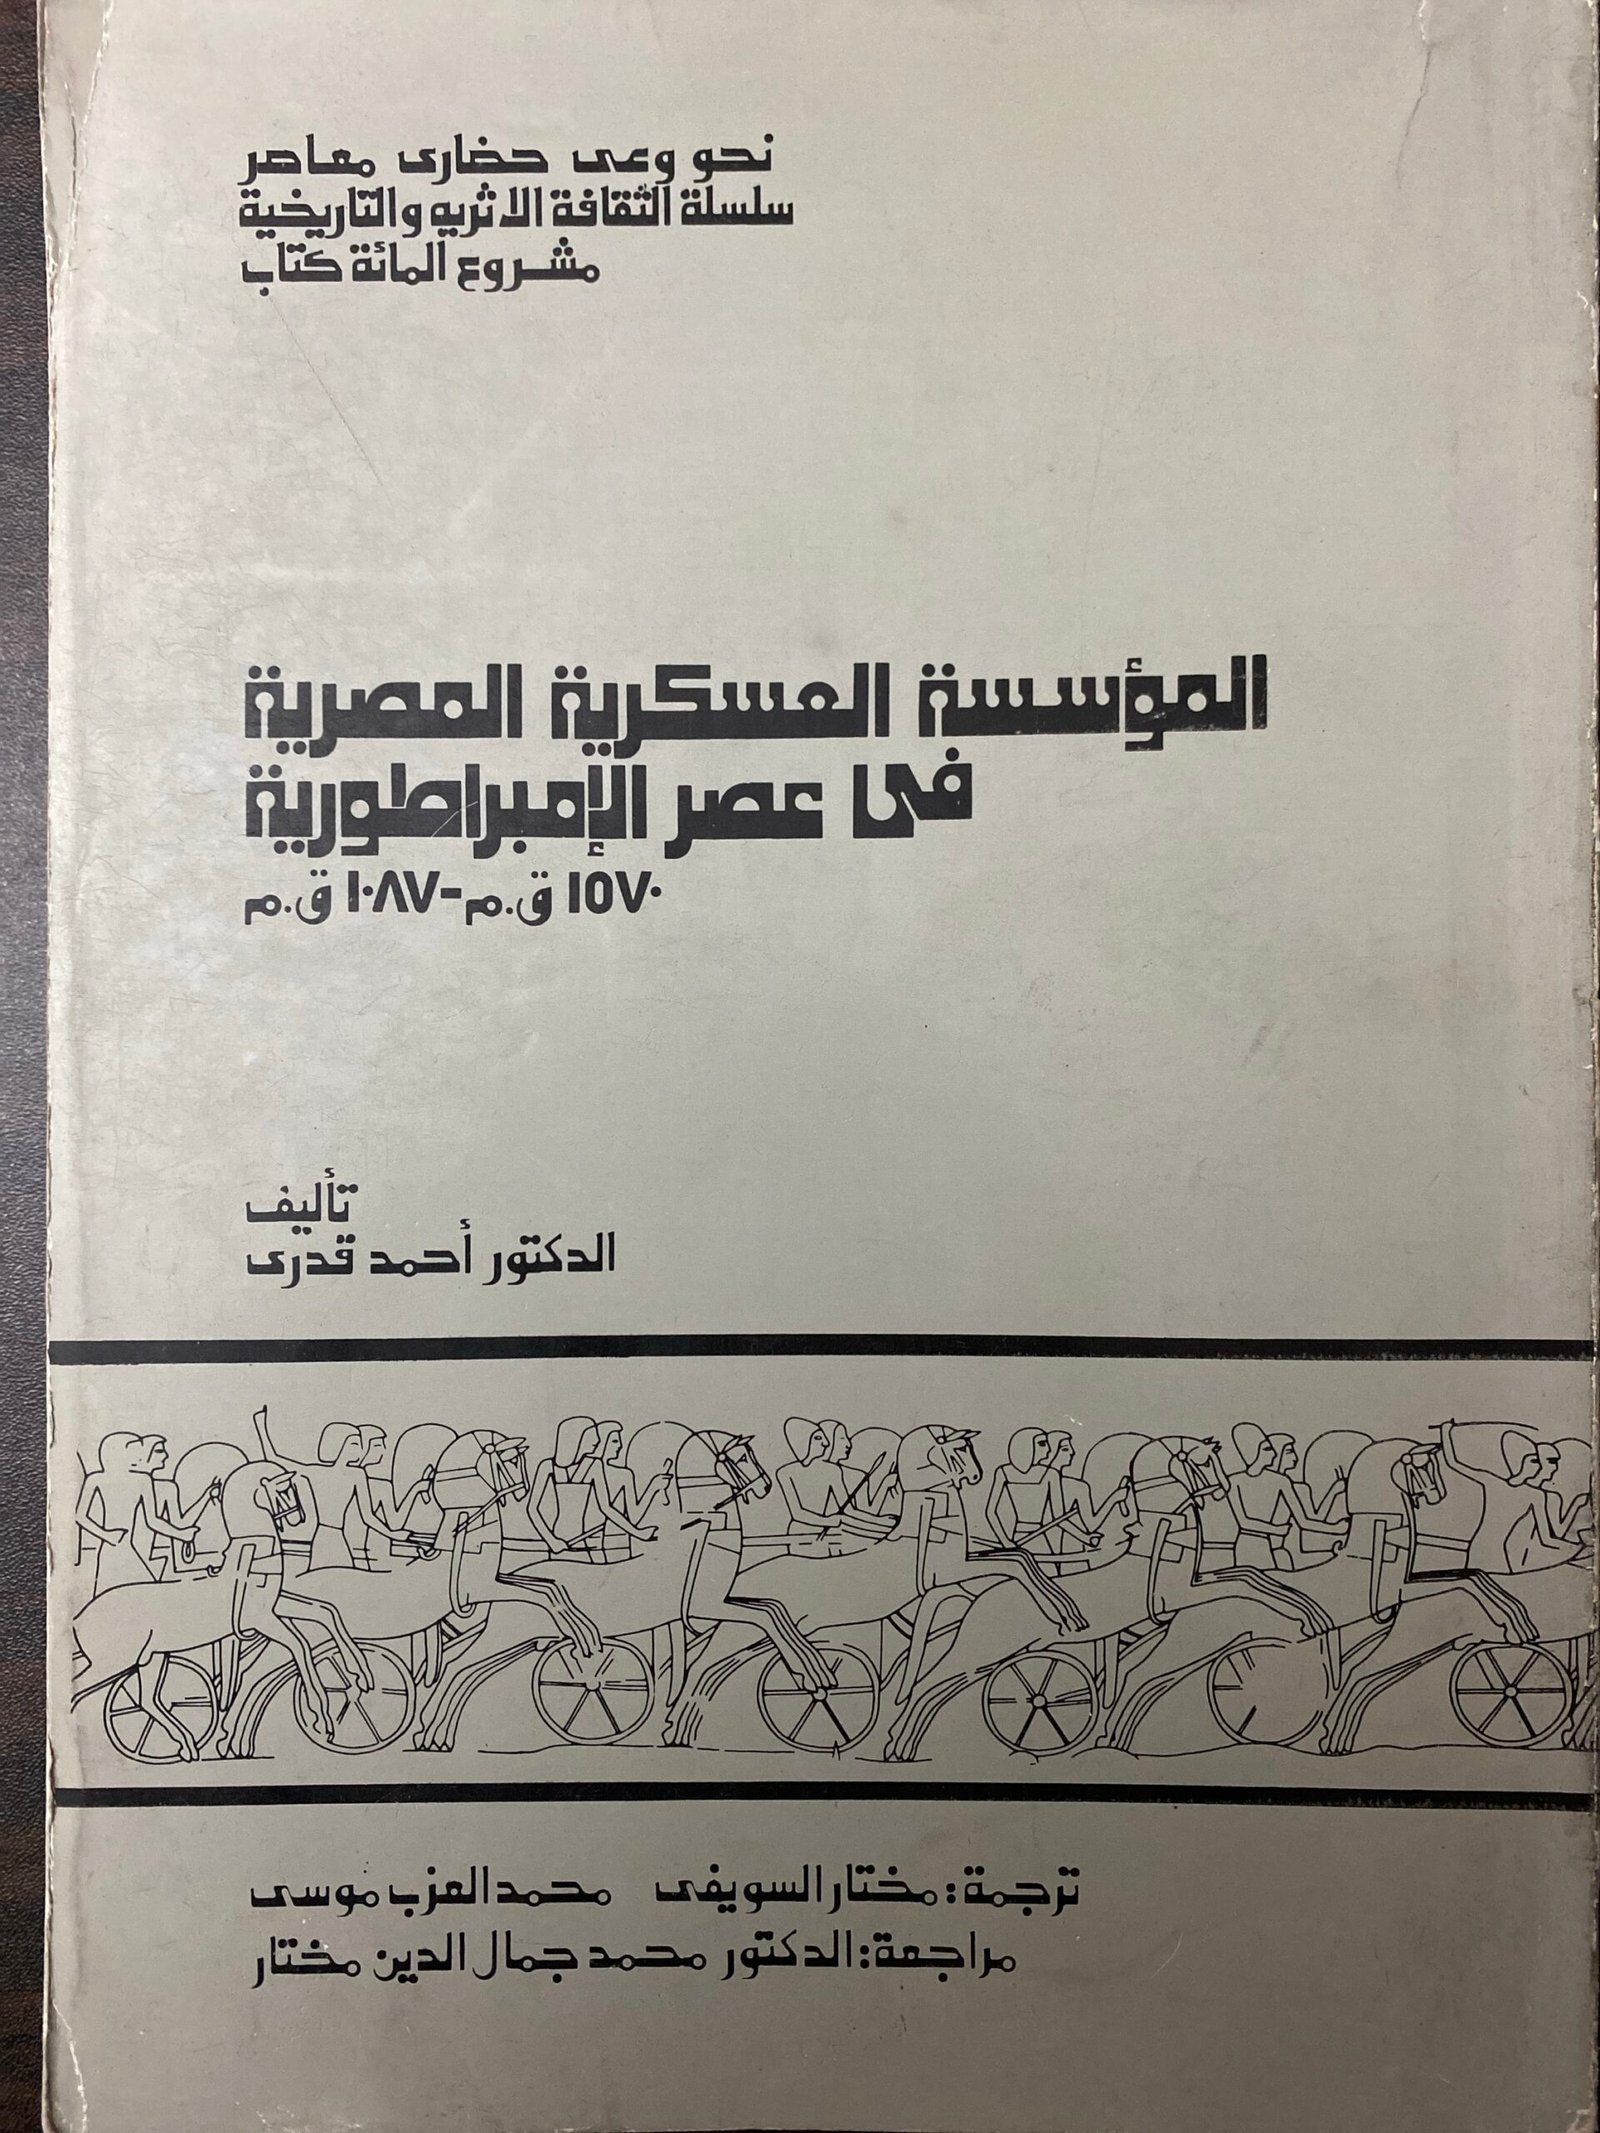 نحو وعى حضارى معاصر
سلسلة الثقافة الاثريه والتاريخية
مشروع المائة كتاب
المؤسسة العسكرية المصرية
فى عصر الإمبراطورية
١٥٧٠ ق.م - ١٠٨٧ ق.م
تأليف
الدكتور أحمد قدرى
ترجمة: مختار السويفى محمد العزب موسى
مراجعة: الدكتور محمد جمال الدين مختار